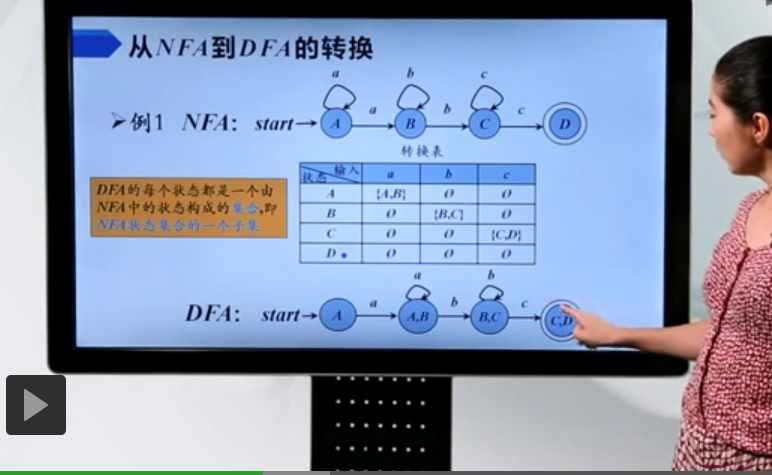 从NFA到DFA的转换
a b c
➢例1 NFA: start A a B b C c D
转换表
输入 a b c
状态
A {A,B} Ø Ø
B Ø {B,C} Ø
C Ø Ø {C,D}
D Ø Ø Ø
DFA的每个状态都是一个由
NFA中的状态构成的集合,即
NFA状态集合的一个子集
a b
DFA: start A a A,B b B,C c C,D